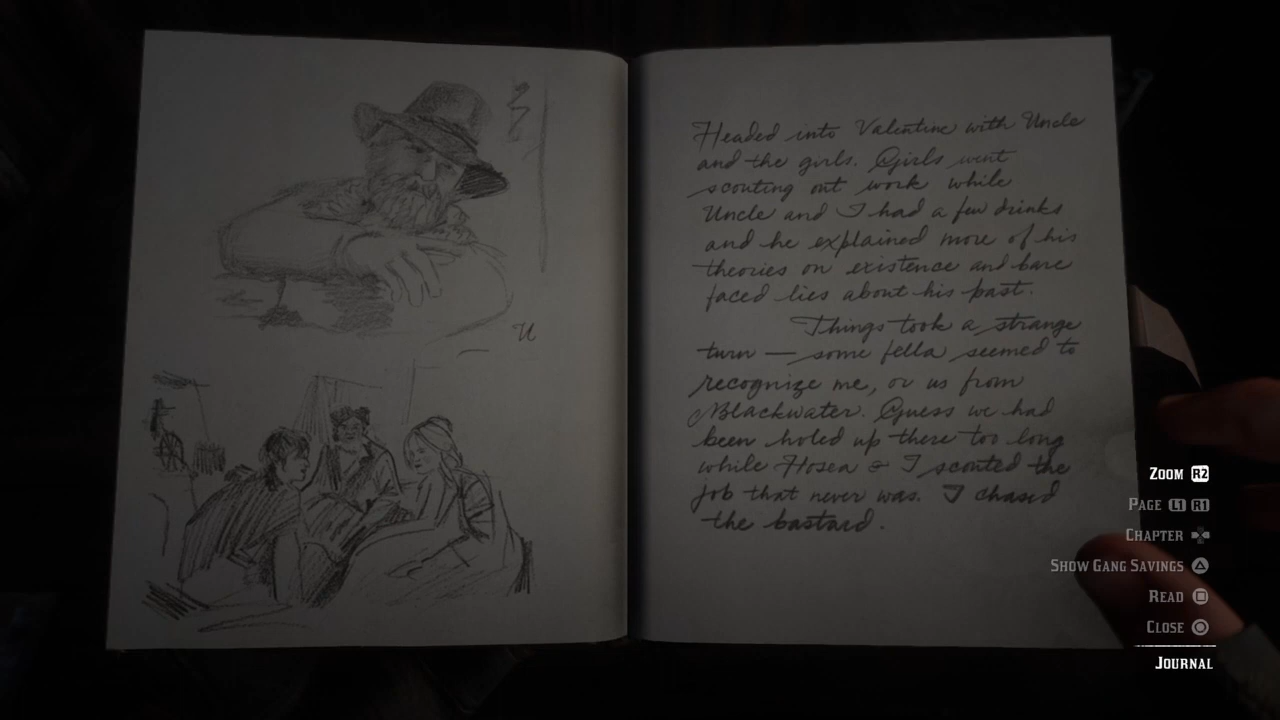 U
Headed into Valentine with Uncle
and the girls. Girls went
scouting out work while
Uncle and I had a few drinks
and he explained more of his
theories on existence and bare
faced lies about his past.
Things took a strange
turn — some fella seemed to
recognize me, or us from
Blackwater. Guess we had
been holed up there too long
while Hosea & I scouted the
job that never was. I chased
the bastard.
ZOOM R2
PAGE L1 R1
CHAPTER
SHOW GANG SAVINGS
READ
CLOSE
JOURNAL